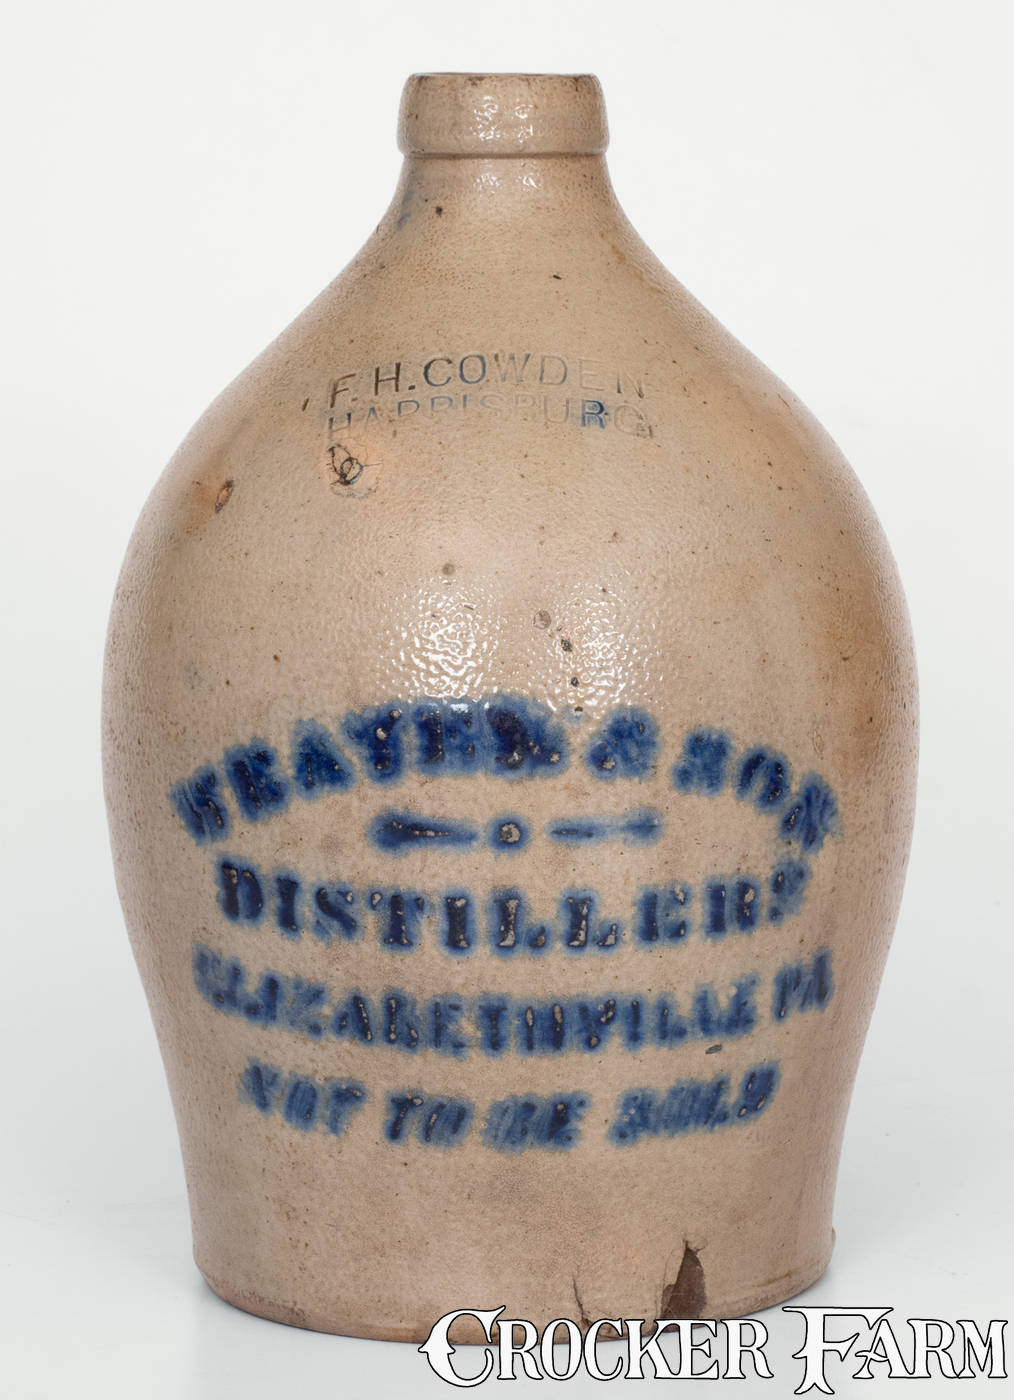 F. H. COWDEN
HARRISBURG
WEAVER & SON
DISTILLERS
ELIZABETHVILLE PA
NOT TO BE SOLD
CROCKER FARM